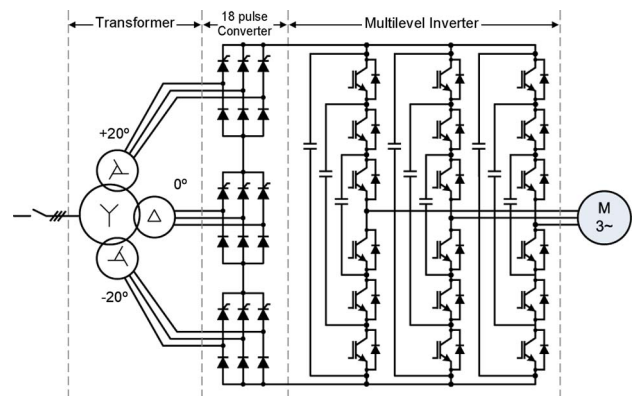 Transformer
18 pulse
Converter
Multilevel Inverter
+20º
0º
-20º
M
3~